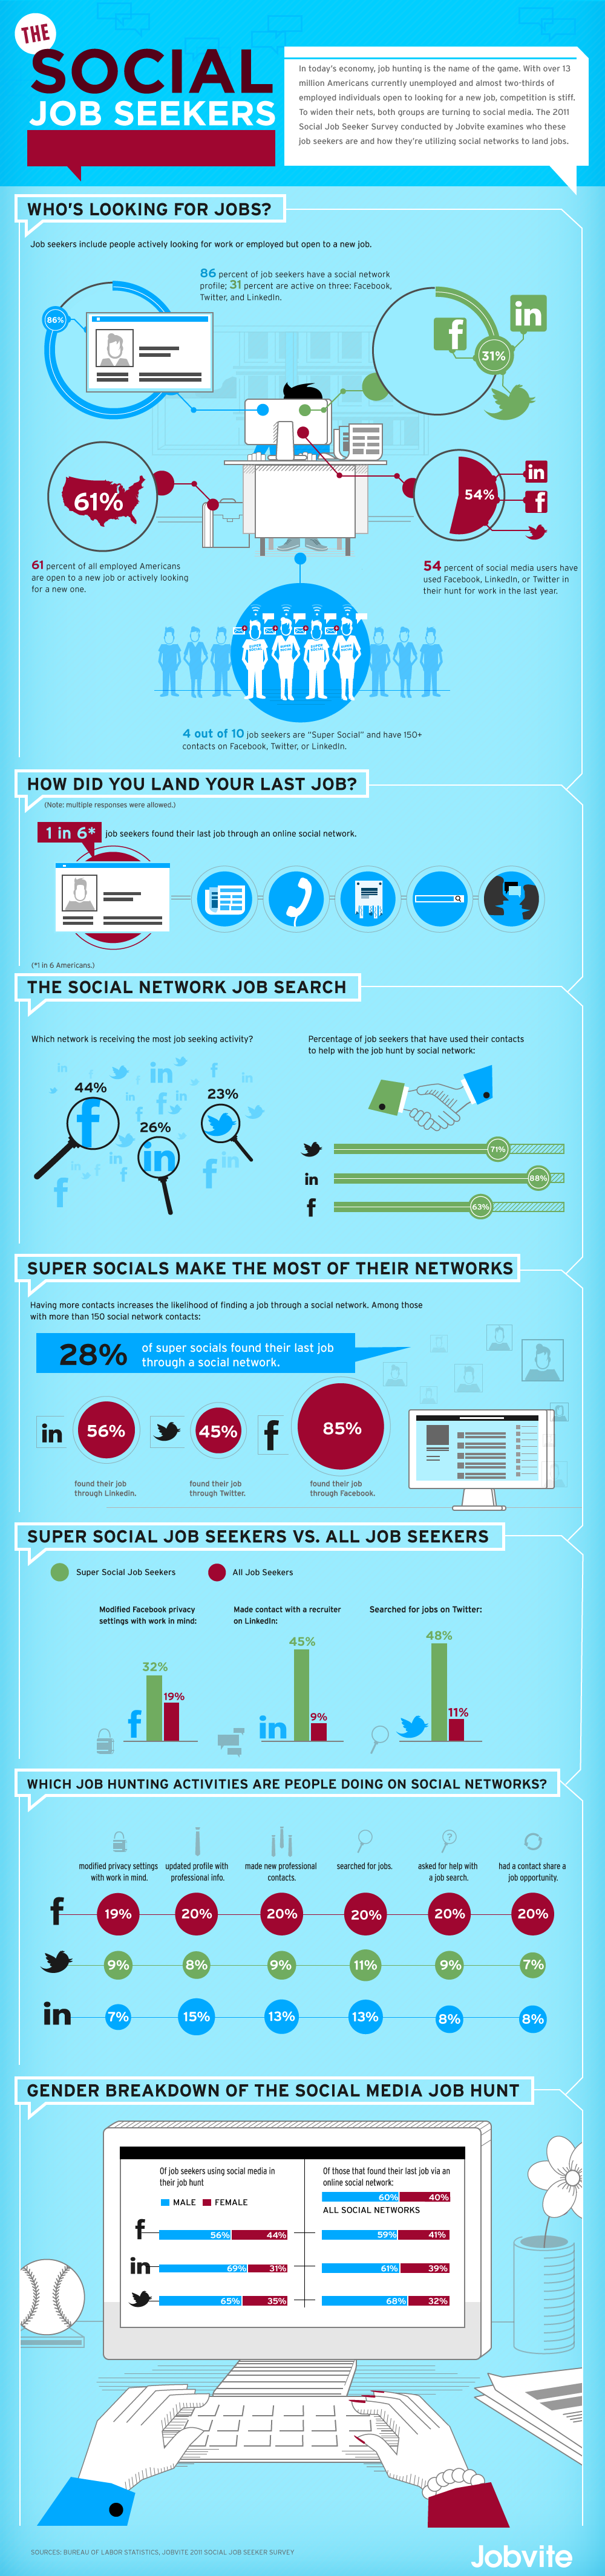 THE
SOCIAL
JOB SEEKERS
In today's economy, job hunting is the name of the game. With over 13
million Americans currently unemployed and almost two-thirds of
employed individuals open to looking for a new job, competition is stiff.
To widen their nets, both groups are turning to social media. The 2011
Social Job Seeker Survey conducted by Jobvite examines who these
job seekers are and how they're utilizing social networks to land jobs.
WHO'S LOOKING FOR JOBS?
Job seekers include people actively looking for work or employed but open to a new job.
86 percent of job seekers have a social network
profile; 31 percent are active on three: Facebook,
Twitter, and LinkedIn.
86%
in
f
31%
61%
54%
in
f
61 percent of all employed Americans
are open to a new job or actively looking
for a new one.
54 percent of social media users have
used Facebook, LinkedIn, or Twitter in
their hunt for work in the last year.
SUPER SOCIAL SUPER SOCIAL SUPER SOCIAL SUPER SOCIAL
4 out of 10 job seekers are "Super Social" and have 150+
contacts on Facebook, Twitter, or LinkedIn.
HOW DID YOU LAND YOUR LAST JOB?
(Note: multiple responses were allowed.)
1 in 6* job seekers found their last job through an online social network.
(*1 in 6 Americans.)
THE SOCIAL NETWORK JOB SEARCH
Which network is receiving the most job seeking activity?
44%
f
26%
in
23%
Percentage of job seekers that have used their contacts
to help with the job hunt by social network:
71%
in 88%
f 63%
SUPER SOCIALS MAKE THE MOST OF THEIR NETWORKS
Having more contacts increases the likelihood of finding a job through a social network. Among those
with more than 150 social network contacts:
28% of super socials found their last job
through a social network.
in 56% 45% f 85%
found their job
through LinkedIn.
found their job
through Twitter.
found their job
through Facebook.
SUPER SOCIAL JOB SEEKERS VS. ALL JOB SEEKERS
Super Social Job Seekers All Job Seekers
Modified Facebook privacy
settings with work in mind:
32%
19%
f
Made contact with a recruiter
on LinkedIn:
45%
9%
in
Searched for jobs on Twitter:
48%
11%
WHICH JOB HUNTING ACTIVITIES ARE PEOPLE DOING ON SOCIAL NETWORKS?
?
modified privacy settings
with work in mind.
updated profile with
professional info.
made new professional
contacts.
searched for jobs.
asked for help with
a job search.
had a contact share a
job opportunity.
f 19% 20% 20% 20% 20% 20%
9% 8% 9% 11% 9% 7%
in 7% 15% 13% 13% 8% 8%
GENDER BREAKDOWN OF THE SOCIAL MEDIA JOB HUNT
Of job seekers using social media in
their job hunt
MALE FEMALE
Of those that found their last job via an
online social network:
60% 40%
ALL SOCIAL NETWORKS
f 56% 44% 59% 41%
in 69% 31% 61% 39%
65% 35% 68% 32%
SOURCES: BUREAU OF LABOR STATISTICS, JOBVITE 2011 SOCIAL JOB SEEKER SURVEY
Jobvite